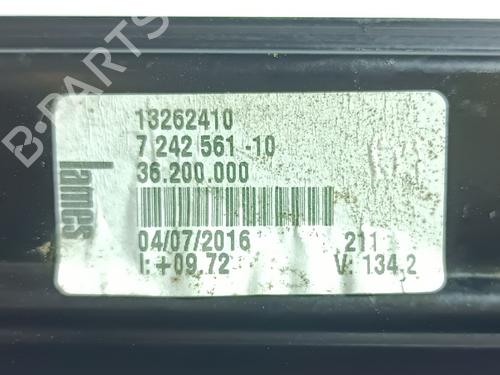 B-PARTS
lames
13262410
7 242 561 -10
36.200.000
04/07/2016 211
I: +09.72 V: 134.2